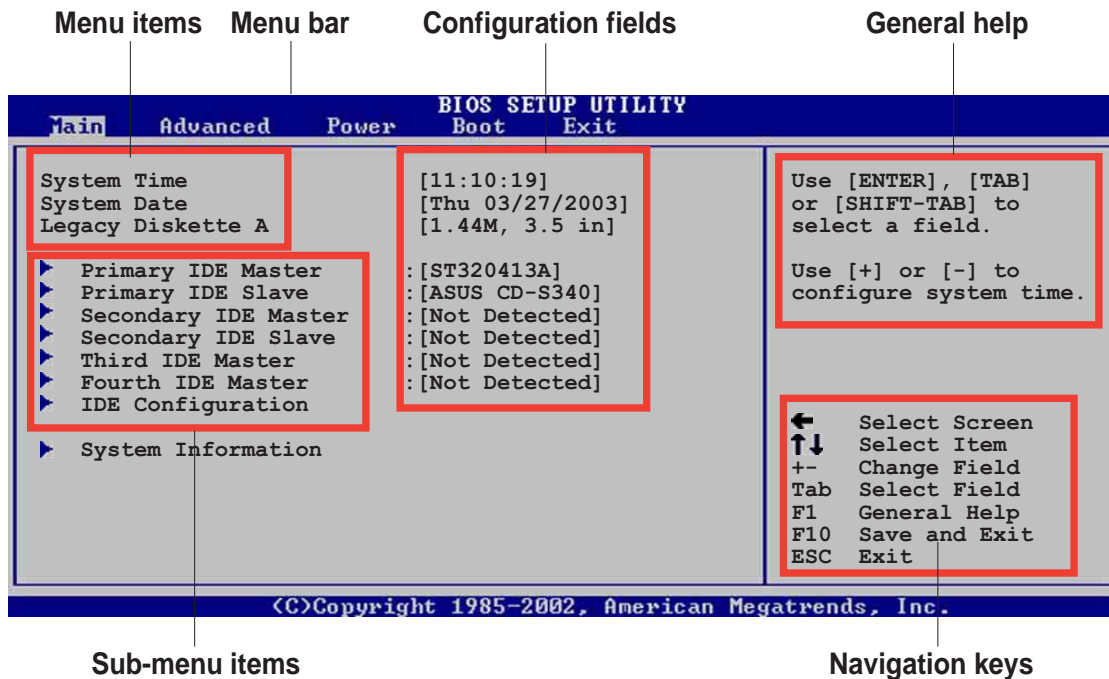 Menu items Menu bar Configuration fields General help
BIOS SETUP UTILITY
Main Advanced Power Boot Exit
System Time [11:10:19]
System Date [Thu 03/27/2003]
Legacy Diskette A [1.44M, 3.5 in]
Primary IDE Master :[ST320413A]
Primary IDE Slave :[ASUS CD-S340]
Secondary IDE Master :[Not Detected]
Secondary IDE Slave :[Not Detected]
Third IDE Master :[Not Detected]
Fourth IDE Master :[Not Detected]
IDE Configuration
System Information
Use [ENTER], [TAB]
or [SHIFT-TAB] to
select a field.
Use [+] or [-] to
configure system time.
← Select Screen
↑↓ Select Item
+- Change Field
Tab Select Field
F1 General Help
F10 Save and Exit
ESC Exit
(C)Copyright 1985-2002, American Megatrends, Inc.
Sub-menu items Navigation keys